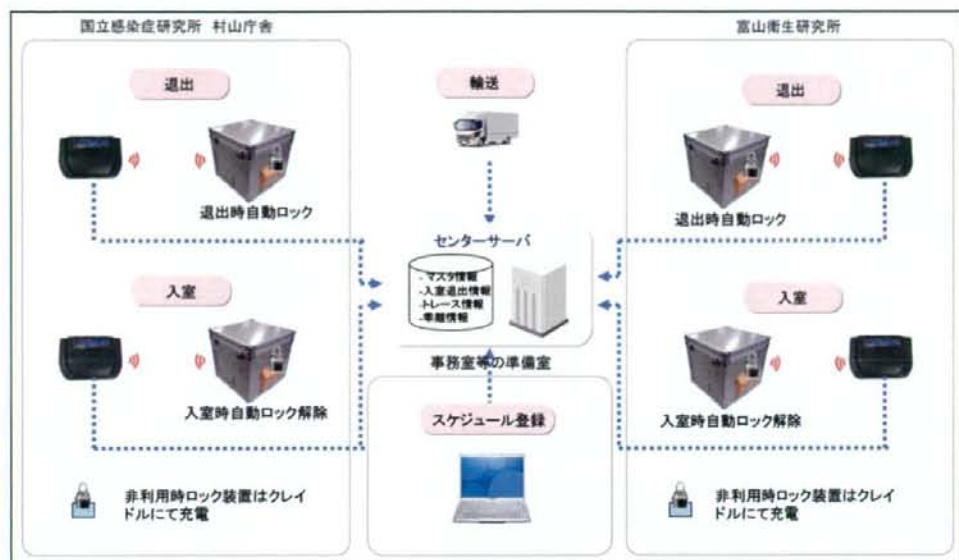 国立感染症研究所 村山庁舎
退出
退出時自動ロック
入室
入室時自動ロック解除
非利用時ロック装置はクレイ
ドルにて充電
輸送
センターサーバ
-マスタ情報
-入室退出情報
-トレース情報
-乖離情報
事務室等の準備室
スケジュール登録
富山衛生研究所
退出
退出時自動ロック
入室
入室時自動ロック解除
非利用時ロック装置はクレイ
ドルにて充電